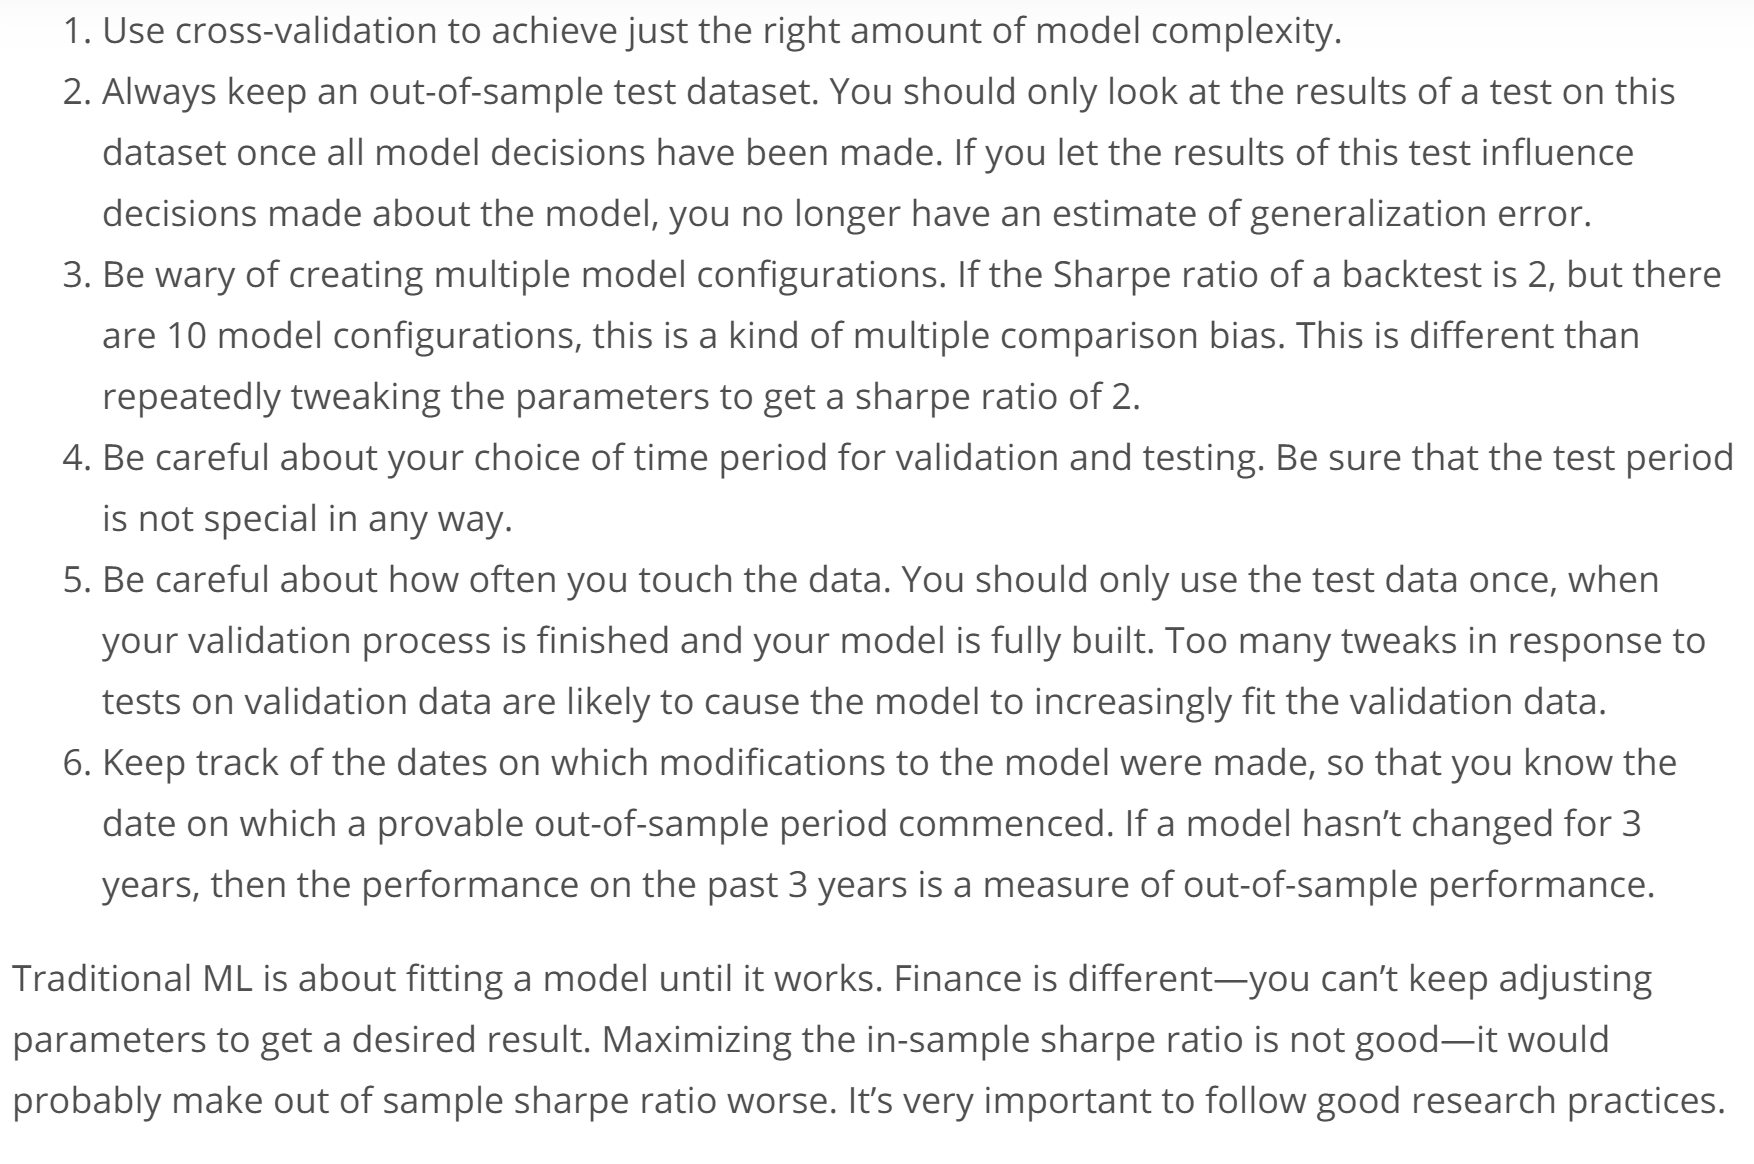 1. Use cross-validation to achieve just the right amount of model complexity.
2. Always keep an out-of-sample test dataset. You should only look at the results of a test on this
dataset once all model decisions have been made. If you let the results of this test influence
decisions made about the model, you no longer have an estimate of generalization error.
3. Be wary of creating multiple model configurations. If the Sharpe ratio of a backtest is 2, but there
are 10 model configurations, this is a kind of multiple comparison bias. This is different than
repeatedly tweaking the parameters to get a sharpe ratio of 2.
4. Be careful about your choice of time period for validation and testing. Be sure that the test period
is not special in any way.
5. Be careful about how often you touch the data. You should only use the test data once, when
your validation process is finished and your model is fully built. Too many tweaks in response to
tests on validation data are likely to cause the model to increasingly fit the validation data.
6. Keep track of the dates on which modifications to the model were made, so that you know the
date on which a provable out-of-sample period commenced. If a model hasn’t changed for 3
years, then the performance on the past 3 years is a measure of out-of-sample performance.
Traditional ML is about fitting a model until it works. Finance is different—you can’t keep adjusting
parameters to get a desired result. Maximizing the in-sample sharpe ratio is not good—it would
probably make out of sample sharpe ratio worse. It’s very important to follow good research practices.